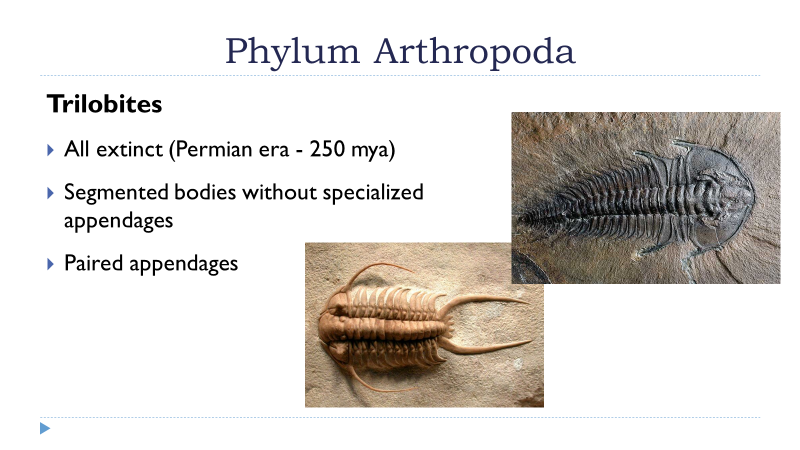 Phylum Arthropoda
Trilobites
All extinct (Permian era - 250 mya)
Segmented bodies without specialized
appendages
Paired appendages